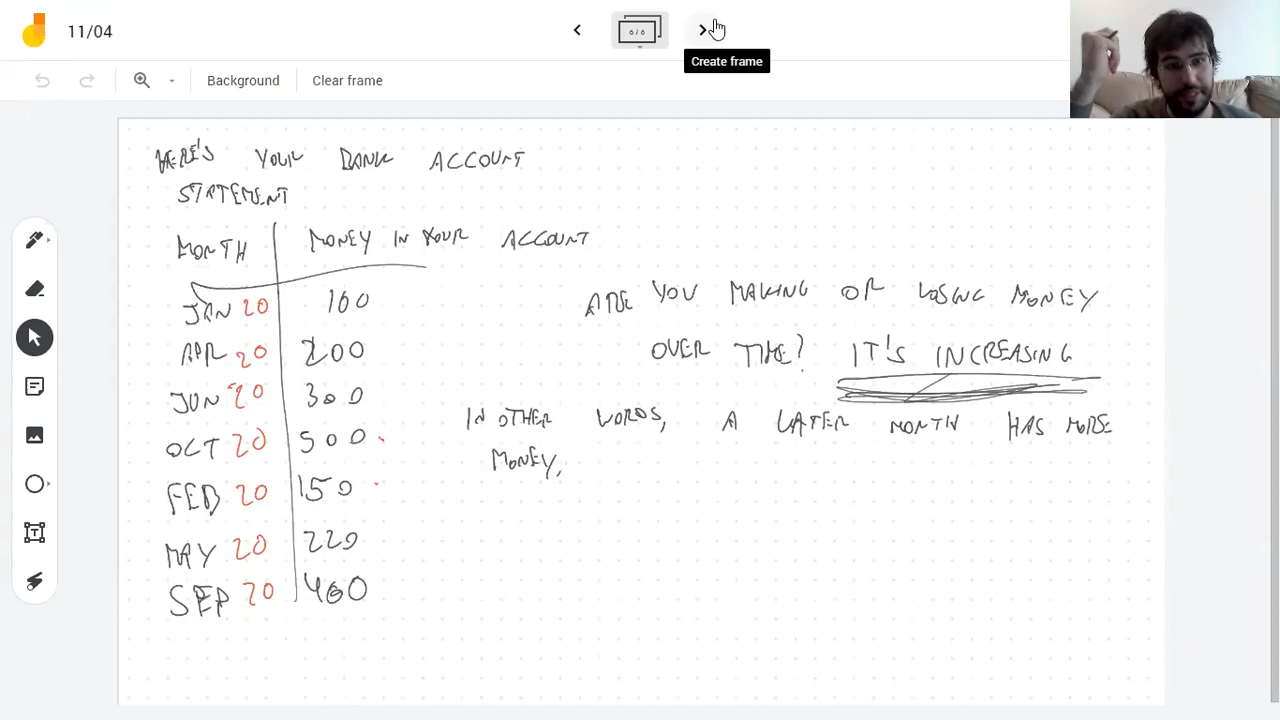 11/04
6/6
Create frame
Background
Clear frame
HERE'S YOUR BANK ACCOUNT
STATEMENT
MONTH MONEY IN YOUR ACCOUNT
JAN 20 100
APR 20 200
JUN 20 300
OCT 20 500
FEB 20 150
MAY 20 220
SEP 20 460
ARE YOU MAKING OR LOSING MONEY
OVER TIME? IT'S INCREASING
IN OTHER WORDS, A LATER MONTH HAS MORE
MONEY,